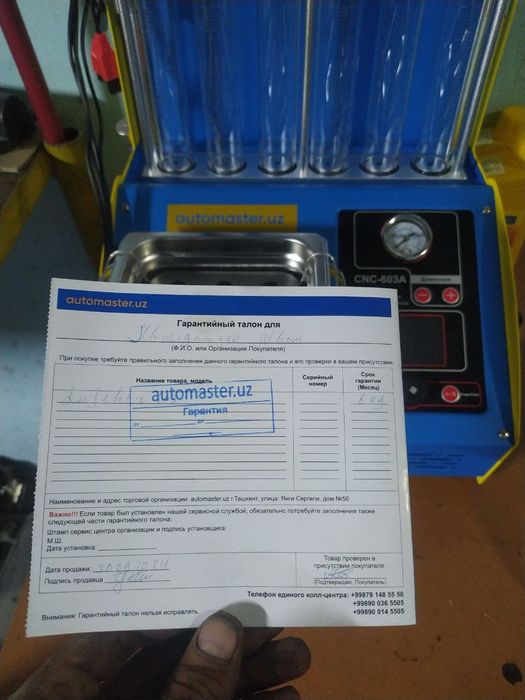 automaster.uz
CNC-603A
Давление
automaster.uz
Гарантийный талон для
(Ф.И.О. или Организация Покупателя)
При покупке требуйте правильного заполнения данного гарантийного талона и его проверки в вашем присутствии.
Название товара, модель
Серийный номер
Срок гарантии (Месяц)
automaster.uz
Гарантия
от до
Наименование и адрес торговой организации: automaster.uz г.Ташкент, улица: Янги Сергели, дом №56
Важно!!! Если товар был установлен нашей сервисной службой, обязательно потребуйте заполнения также
следующей части гарантийного талона:
Штамп сервис центра организации и подпись установщика:
М.Ш.
Дата установка:
Дата продажи:
Подпись продавца
Товар проверен в
присутствии покупателя:
(Подтверждаю, Покупатель)
Телефон единого колл-центра: +99878 148 55 50
+99890 036 5505
+99890 014 5505
Внимания: Гарантийный талон нельзя исправлять.